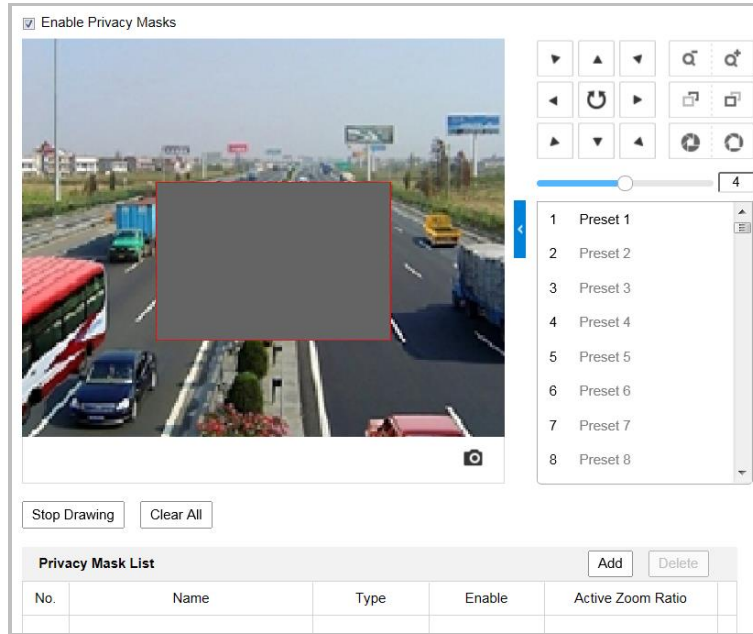 Enable Privacy Masks
4
1 Preset 1
2 Preset 2
3 Preset 3
4 Preset 4
5 Preset 5
6 Preset 6
7 Preset 7
8 Preset 8
Stop Drawing Clear All
Privacy Mask List Add Delete
No. Name Type Enable Active Zoom Ratio